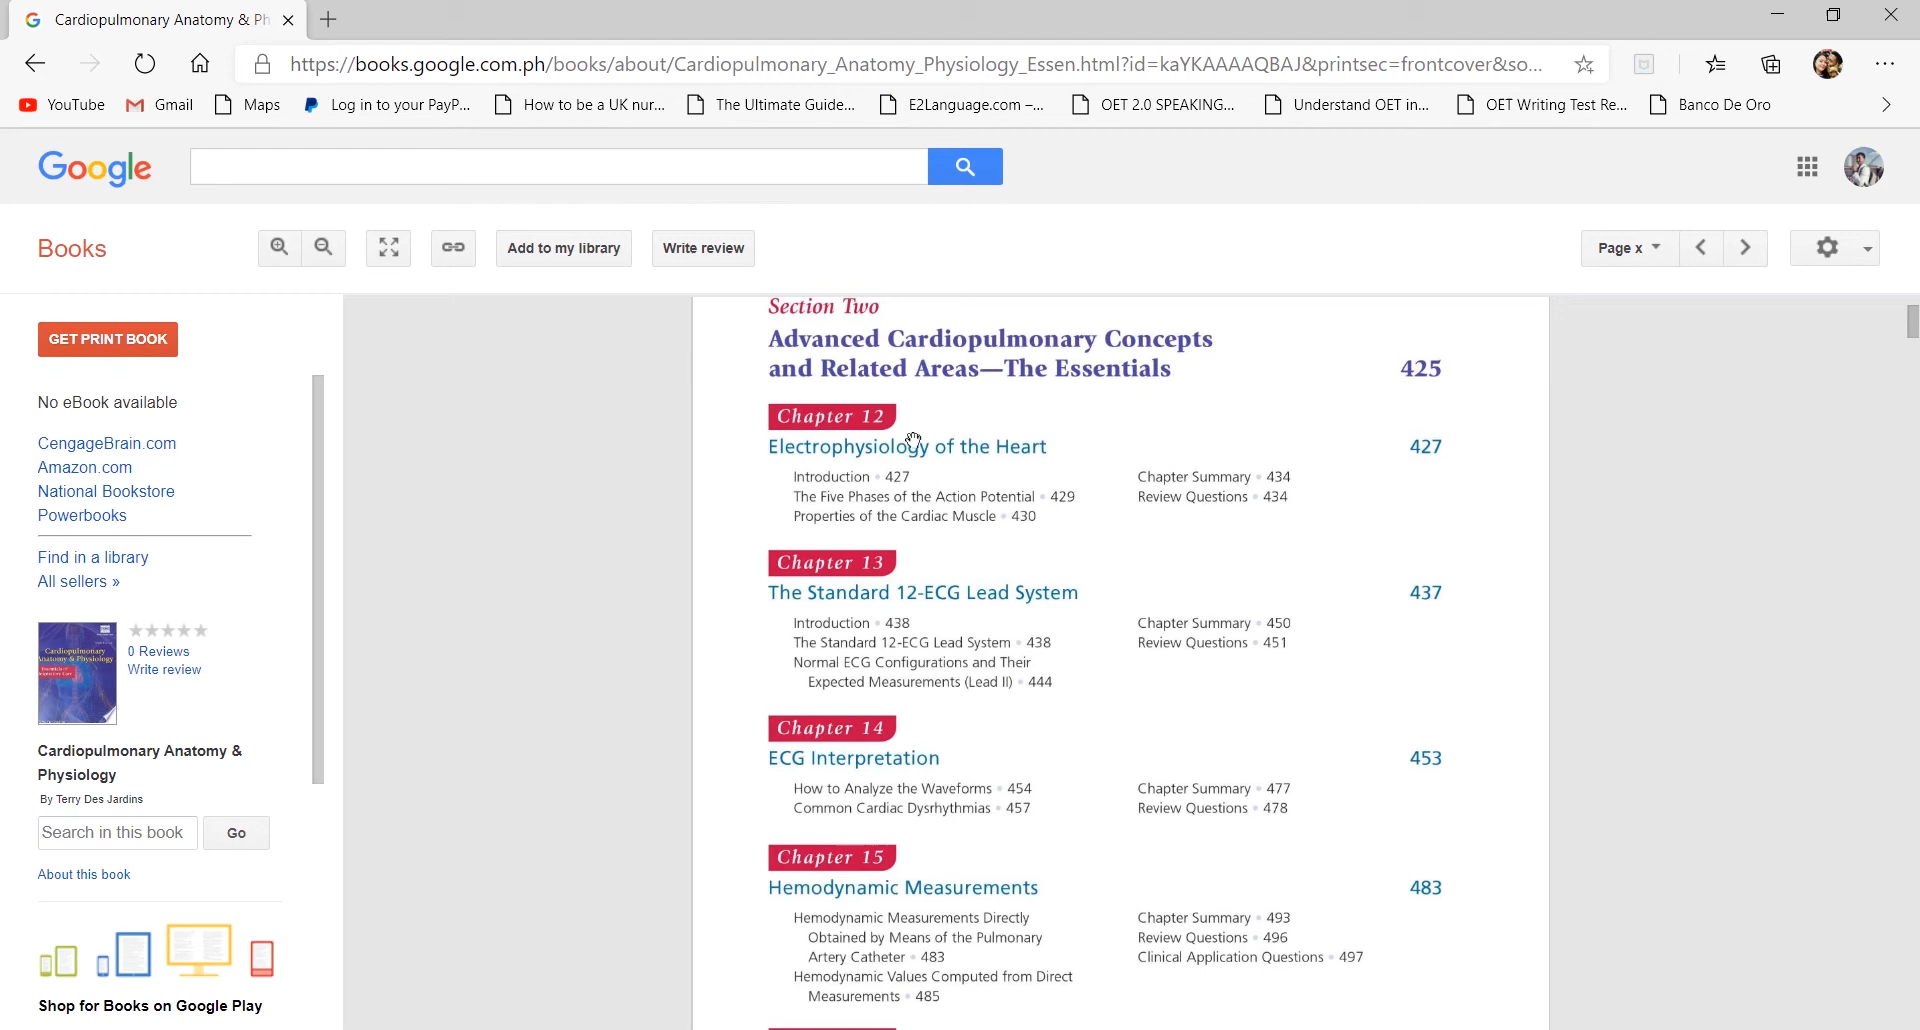 Cardiopulmonary Anatomy & Ph
https://books.google.com.ph/books/about/Cardiopulmonary_Anatomy_Physiology_Essen.html?id=kaYKAAAAQBAJ&printsec=frontcover&so...
YouTube Gmail Maps Log in to your PayP... How to be a UK nur... The Ultimate Guide... E2Language.com –... OET 2.0 SPEAKING... Understand OET in... OET Writing Test Re... Banco De Oro
Google
Books Add to my library Write review Page x
GET PRINT BOOK
No eBook available
CengageBrain.com
Amazon.com
National Bookstore
Powerbooks
Find in a library
All sellers »
Cardiopulmonary
Anatomy & Physiology
0 Reviews
Write review
Cardiopulmonary Anatomy &
Physiology
By Terry Des Jardins
Search in this book Go
About this book
Shop for Books on Google Play
Section Two
Advanced Cardiopulmonary Concepts
and Related Areas—The Essentials 425
Chapter 12
Electrophysiology of the Heart 427
Introduction 427
The Five Phases of the Action Potential 429
Properties of the Cardiac Muscle 430
Chapter Summary 434
Review Questions 434
Chapter 13
The Standard 12-ECG Lead System 437
Introduction 438
The Standard 12-ECG Lead System 438
Normal ECG Configurations and Their
Expected Measurements (Lead II) 444
Chapter Summary 450
Review Questions 451
Chapter 14
ECG Interpretation 453
How to Analyze the Waveforms 454
Common Cardiac Dysrhythmias 457
Chapter Summary 477
Review Questions 478
Chapter 15
Hemodynamic Measurements 483
Hemodynamic Measurements Directly
Obtained by Means of the Pulmonary
Artery Catheter 483
Hemodynamic Values Computed from Direct
Measurements 485
Chapter Summary 493
Review Questions 496
Clinical Application Questions 497